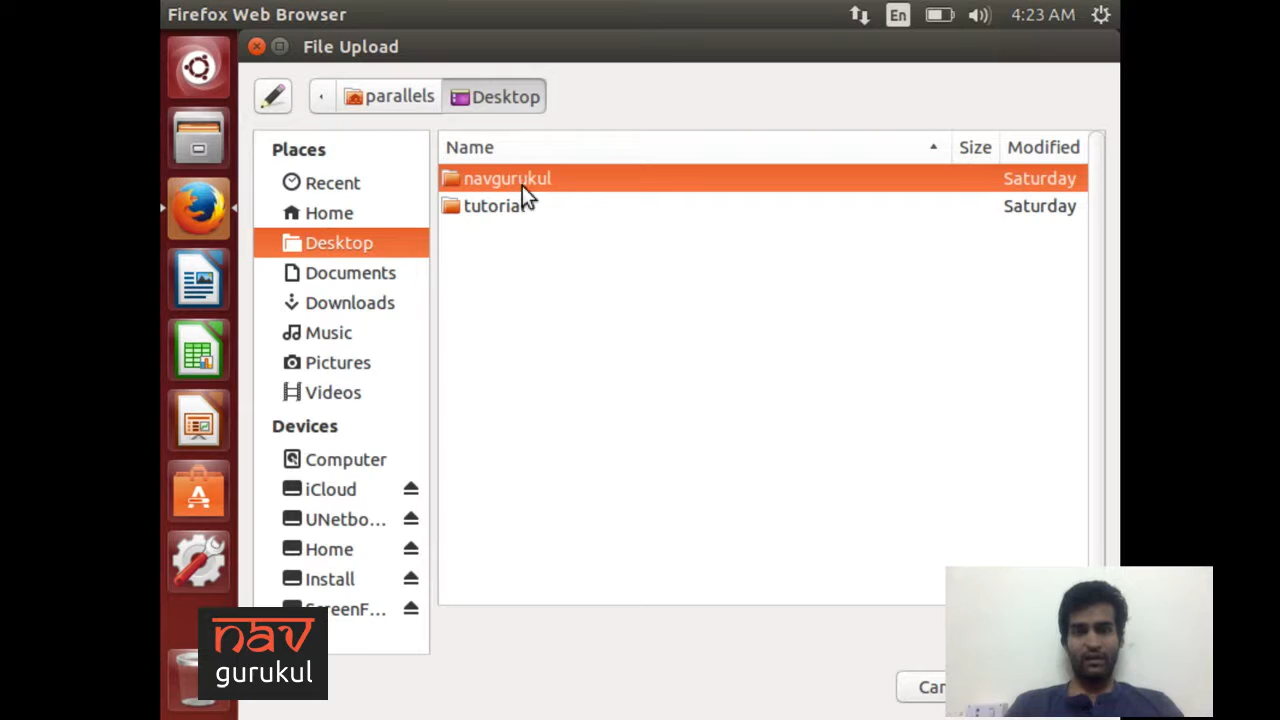 Firefox Web Browser
En
4:23 AM
File Upload
parallels
Desktop
Places
Recent
Home
Desktop
Documents
Downloads
Music
Pictures
Videos
Devices
Computer
iCloud
UNetbo...
Home
Install
ScreenF...
Name
Size
Modified
navgurukul
Saturday
Saturday
nav
gurukul